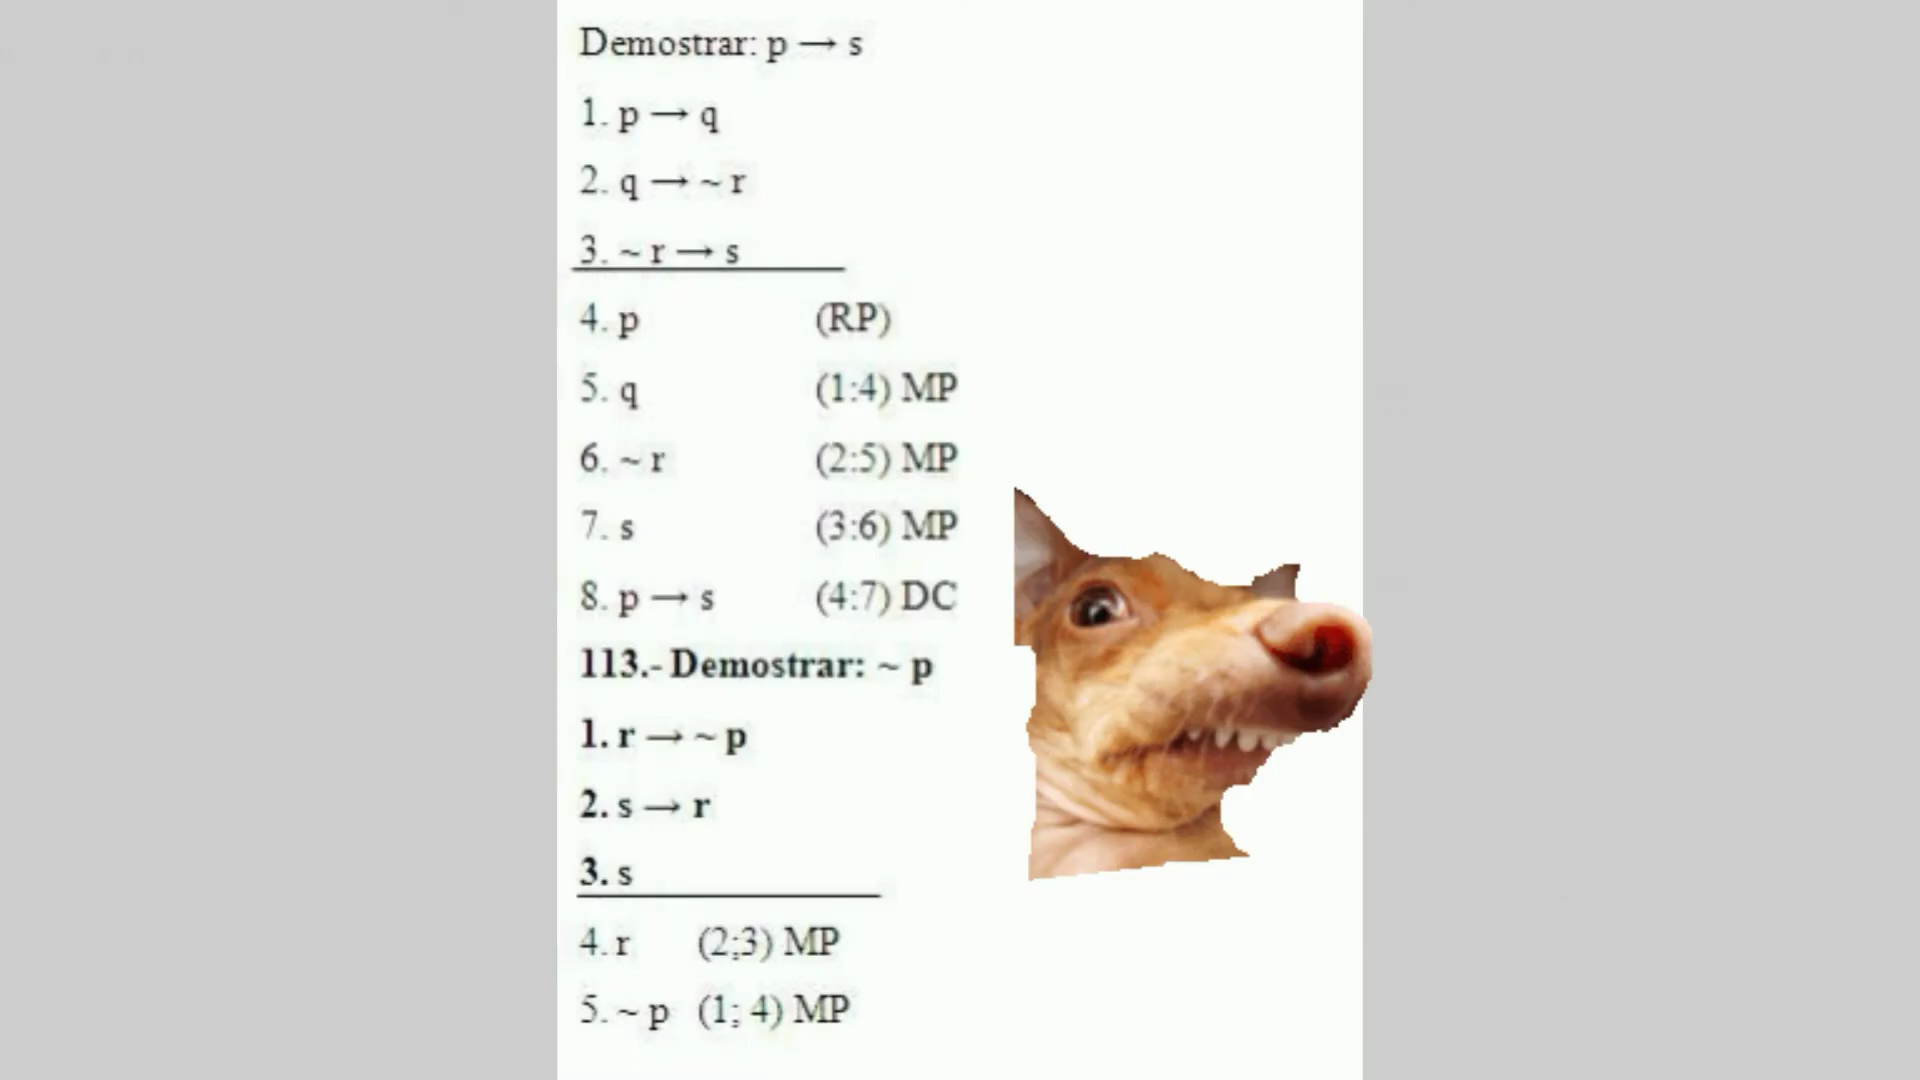 Demostrar: p → s
1. p → q
2. q → ~ r
3. ~ r → s
4. p (RP)
5. q (1:4) MP
6. ~ r (2:5) MP
7. s (3:6) MP
8. p → s (4:7) DC
113.- Demostrar: ~ p
1. r → ~ p
2. s → r
3. s
4. r (2;3) MP
5. ~ p (1; 4) MP